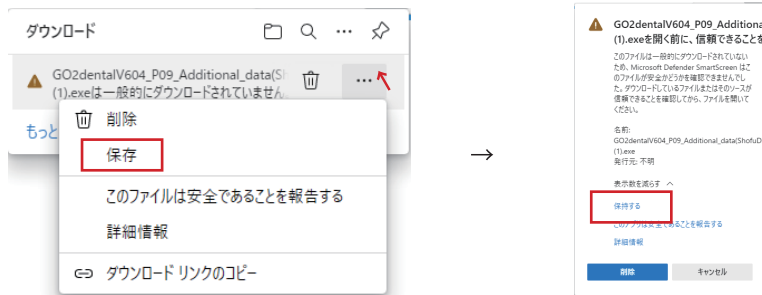 ダウンロード
GO2dentalV604_P09_Additional_data(S
(1).exeは一般的にダウンロードされていません
もっと
削除
保存
このファイルは安全であることを報告する
詳細情報
ダウンロード リンクのコピー
→
GO2dentalV604_P09_Additiona
(1).exeを開く前に、信頼できることを
このファイルは一般的にダウンロードされていない
ため、Microsoft Defender SmartScreen はこ
のファイルが安全かどうかを確認できませんでし
た。ダウンロードしているファイルまたはそのソースが
信頼できることを確認してから、ファイルを開いて
ください。
名前:
GO2dentalV604_P09_Additional_data(ShofuD
(1).exe
発行元: 不明
表示数を減らす
保持する
このアプリは安全であることを報告する
詳細情報
削除
キャンセル